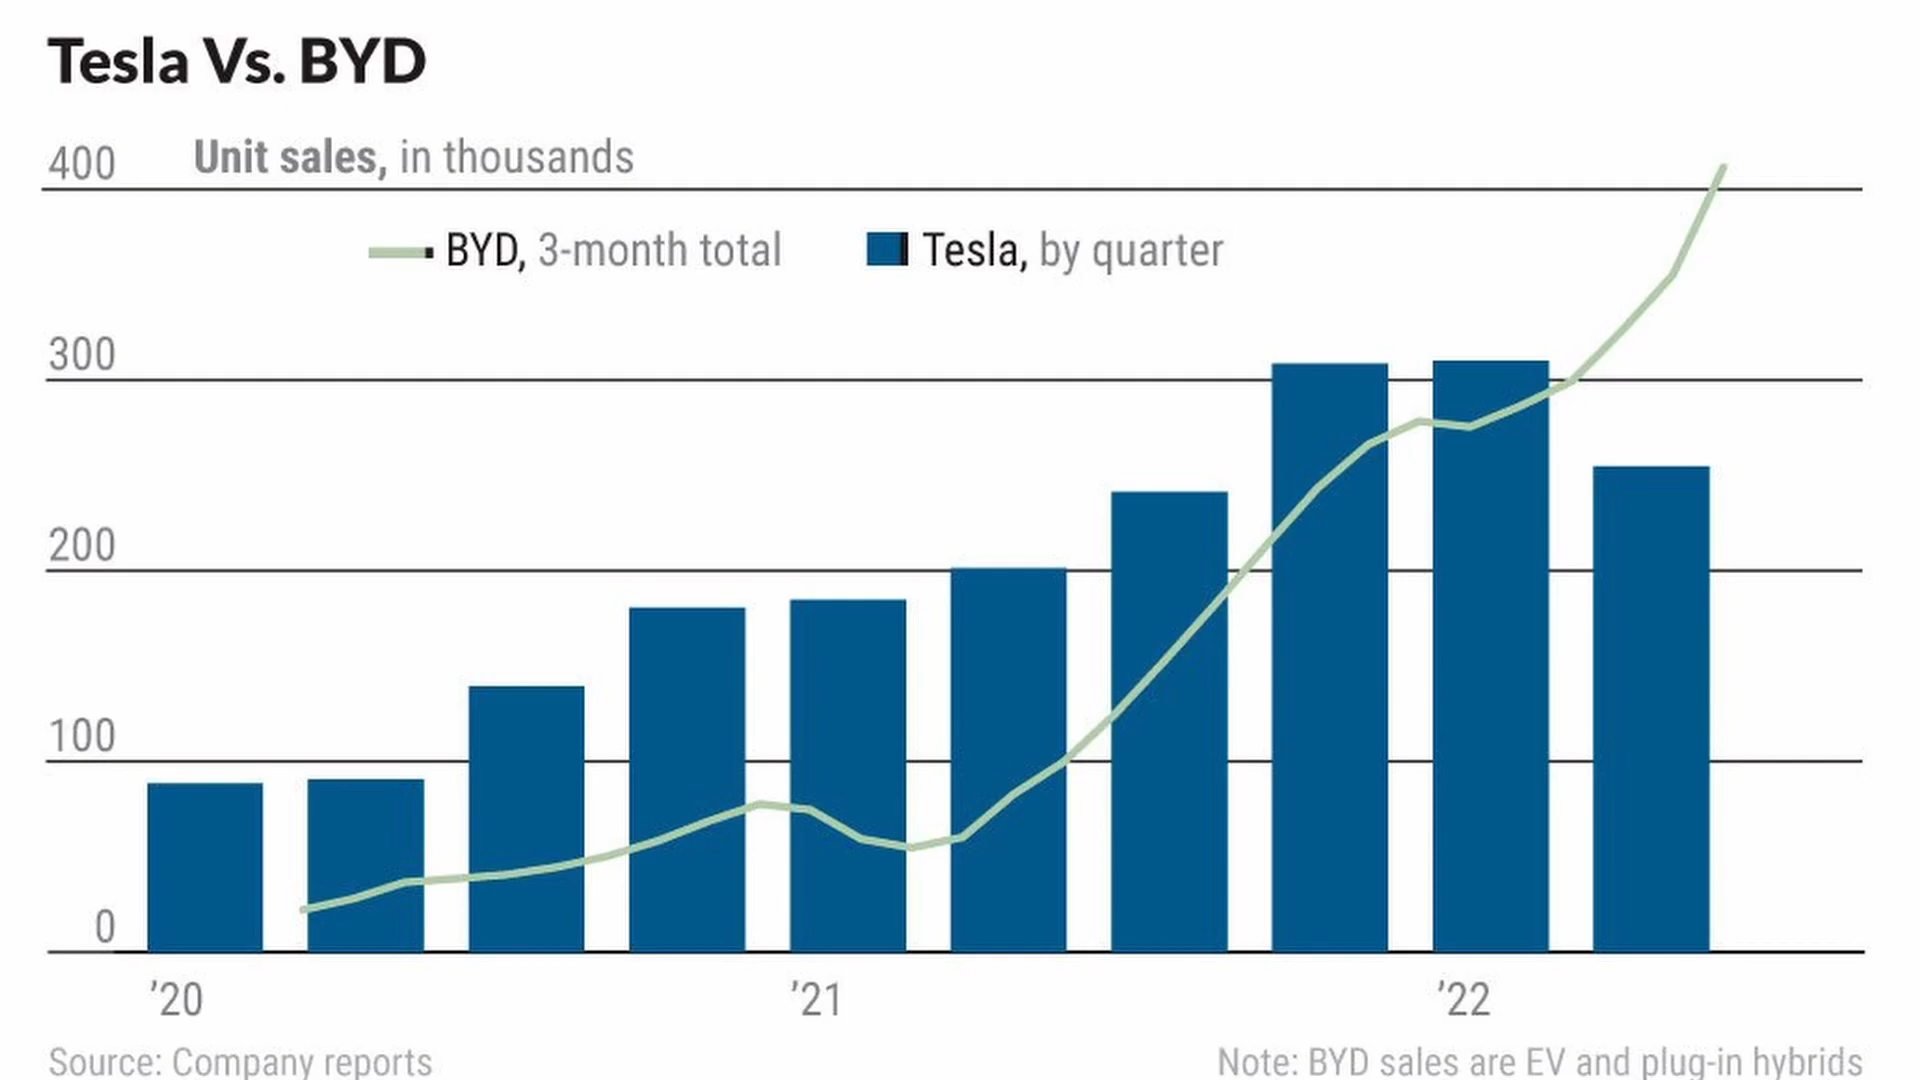 Tesla Vs. BYD
400 Unit sales, in thousands
BYD, 3-month total Tesla, by quarter
300
200
100
0
’20 ’21 ’22
Source: Company reports Note: BYD sales are EV and plug-in hybrids